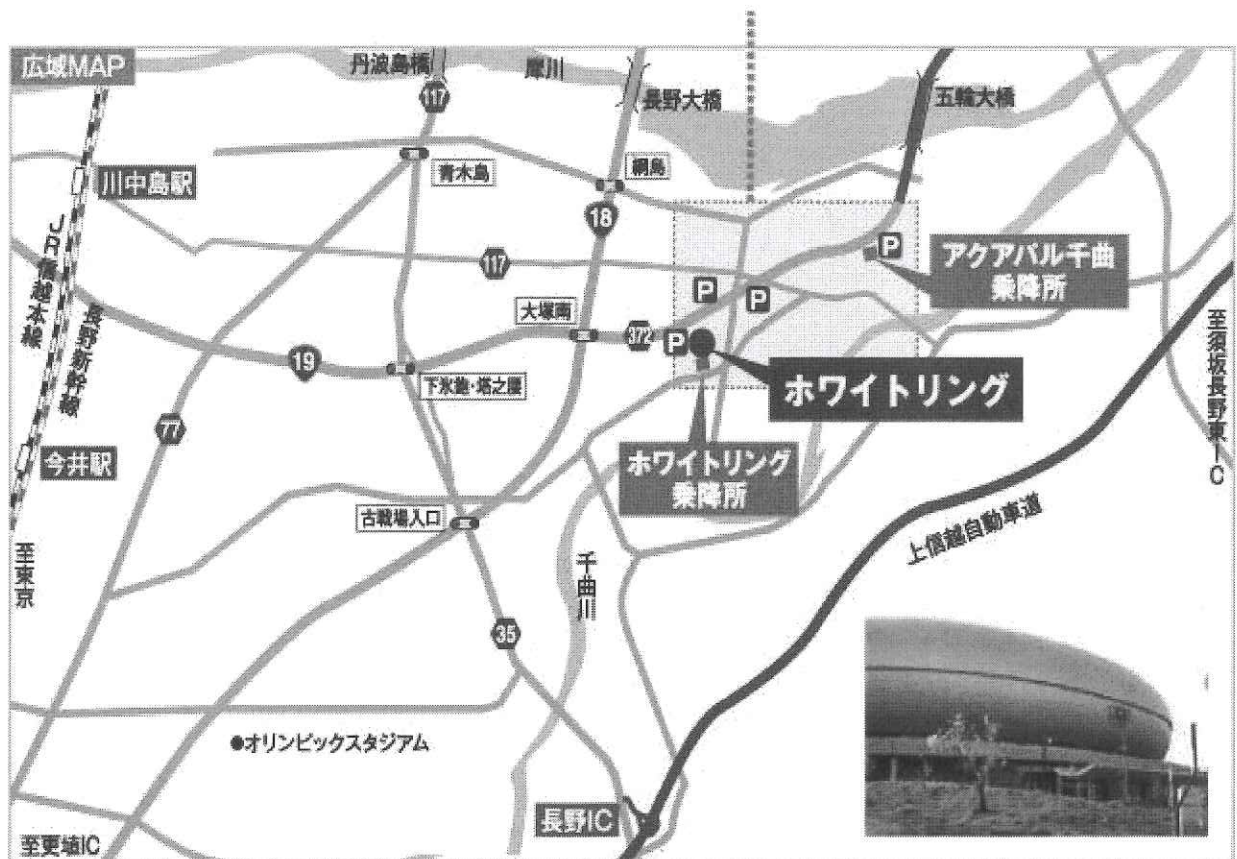 広域MAP
丹波島橋
犀川
長野大橋
五輪大橋
117
川中島駅
青木島
綱島
18
JR信越本線
長野新幹線
117
P
アクアパル千曲
乗降所
P
P
大塚南
372
P
19
下氷鉋・塔之腰
ホワイトリング
至須坂長野東IC
77
今井駅
ホワイトリング
乗降所
古戦場入口
至東京
千曲川
上信越自動車道
35
●オリンピックスタジアム
長野IC
至更埴IC